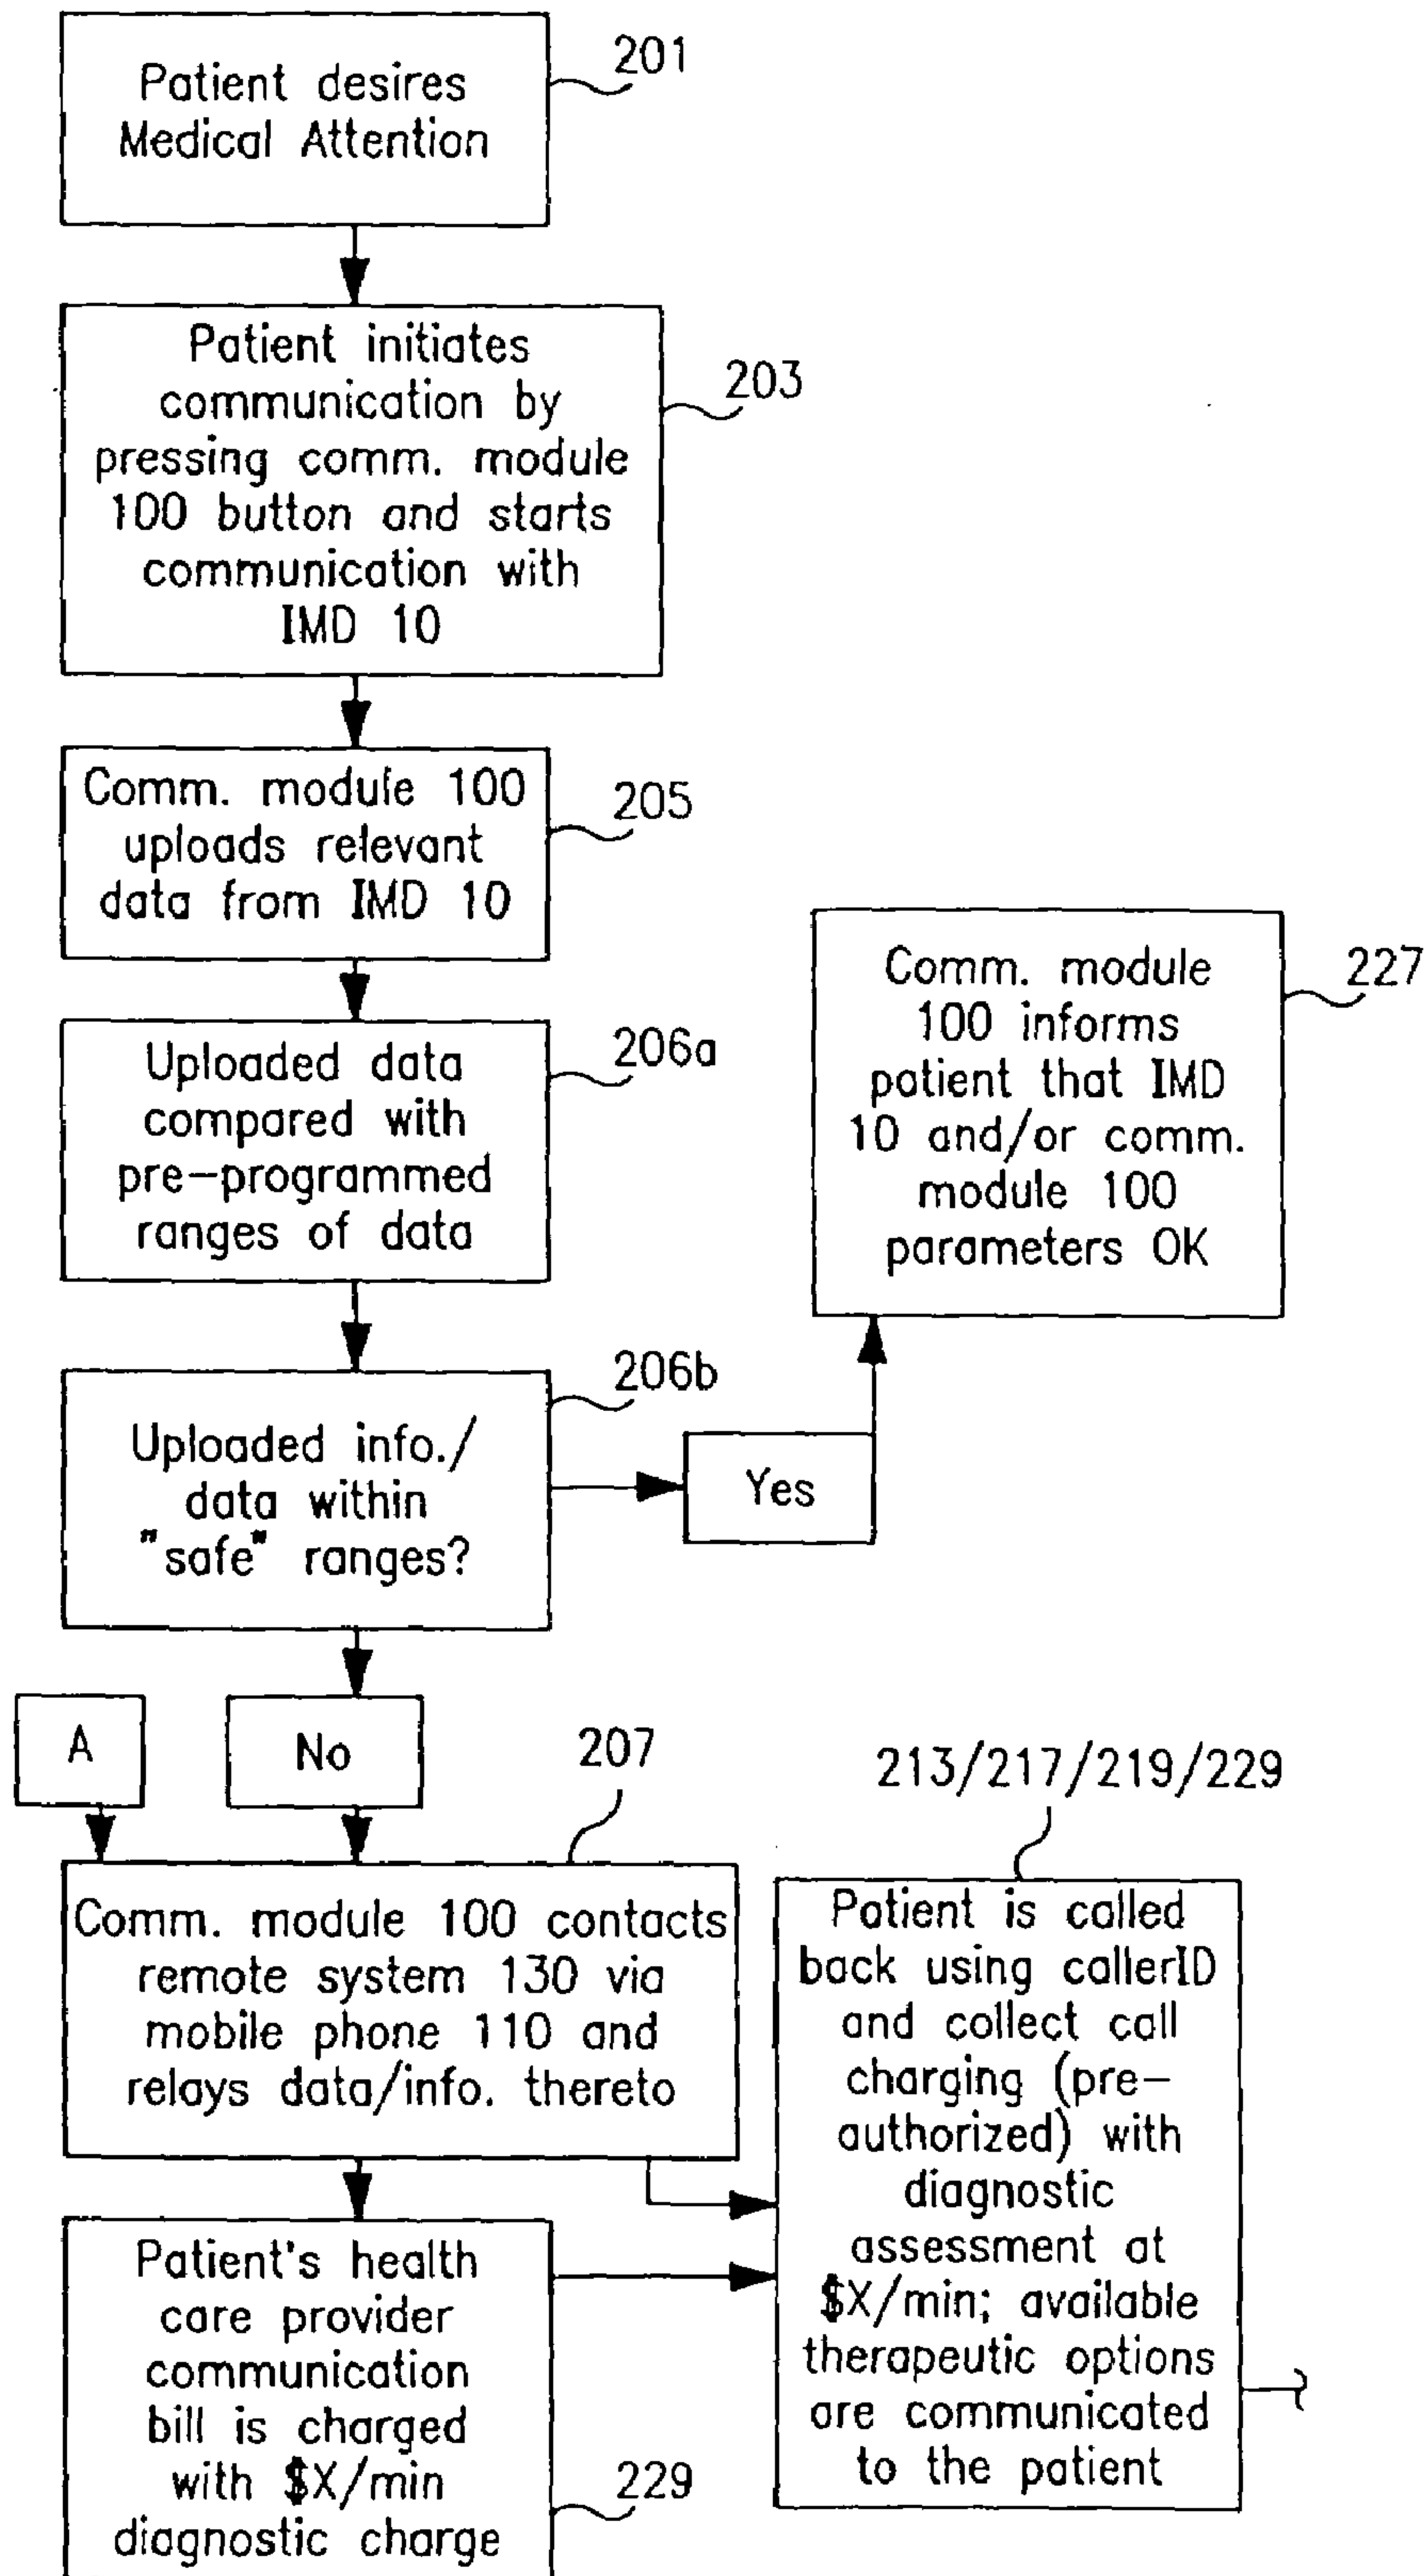 Patient desires
Medical Attention
201
Patient initiates
communication by
pressing comm. module
100 button and starts
communication with
IMD 10
203
Comm. module 100
uploads relevant
data from IMD 10
205
Uploaded data
compared with
pre-programmed
ranges of data
206a
Comm. module
100 informs
patient that IMD
10 and/or comm.
module 100
parameters OK
227
Uploaded info./
data within
"safe" ranges?
206b
Yes
A
No
207
Comm. module 100 contacts
remote system 130 via
mobile phone 110 and
relays data/info. thereto
213/217/219/229
Patient is called
back using callerID
and collect call
charging (pre-
authorized) with
diagnostic
assessment at
$X/min; available
therapeutic options
are communicated
to the patient
Patient's health
care provider
communication
bill is charged
with $X/min
diagnostic charge
229